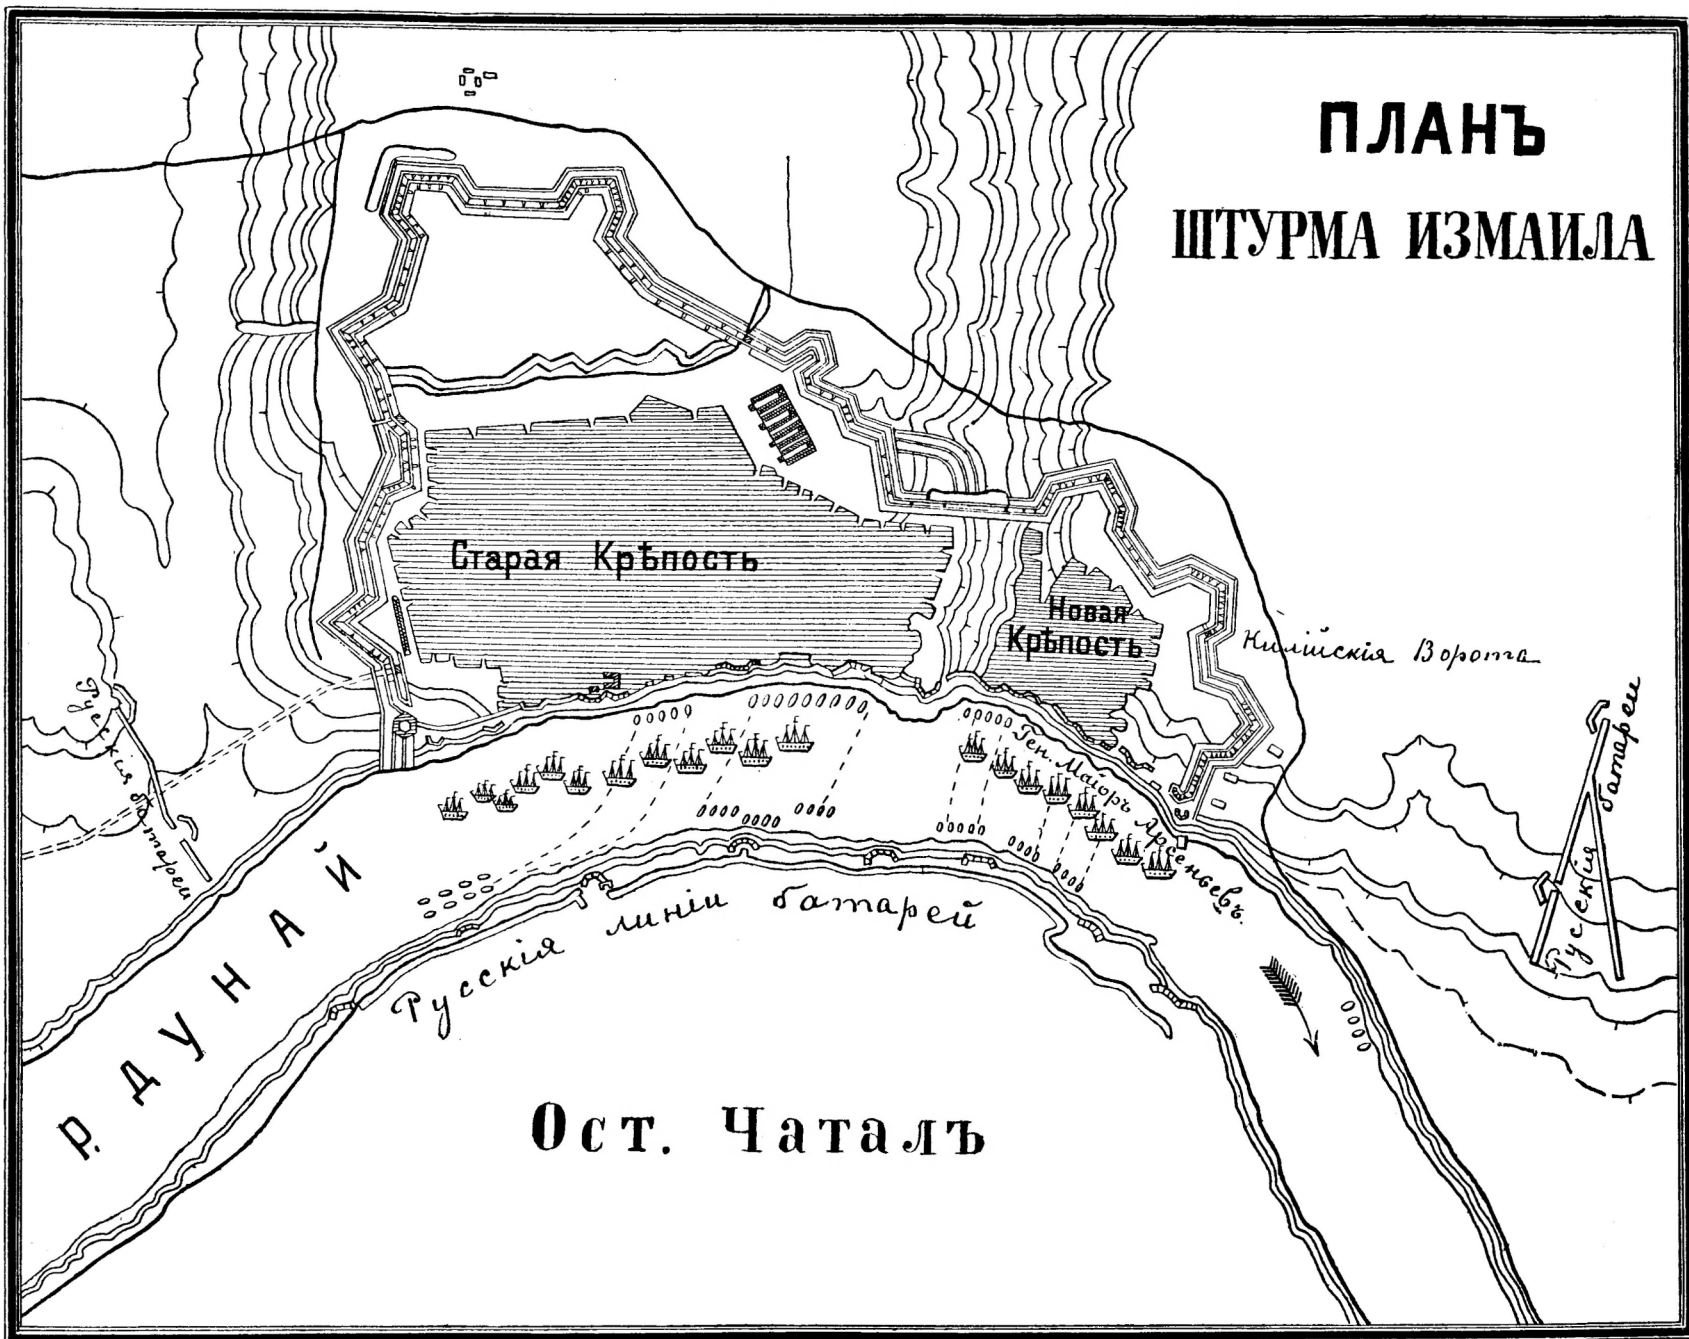 ПЛАНЪ
ШТУРМА ИЗМАИЛА
Старая Крѣпость
Новая
Крѣпость
Килійскія Ворота
Русскія батареи
Русскія батареи
Ген. Маіоръ Арсеньевъ.
Р. ДУНАЙ
Русскія линіи батарей
Ост. Чаталъ